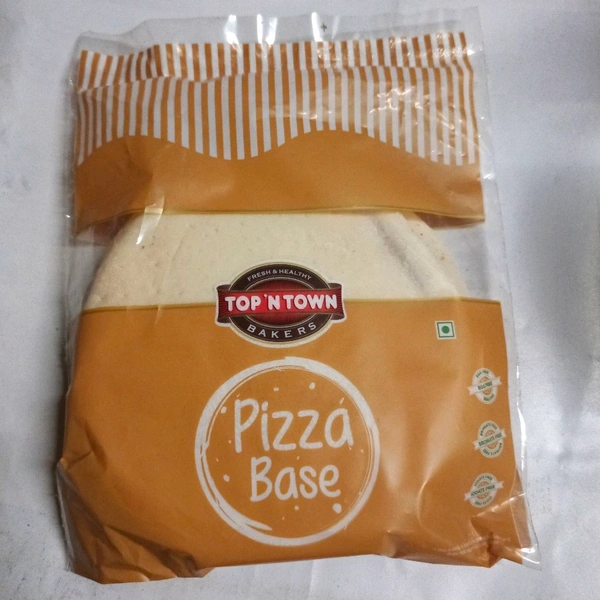 FRESH & HEALTHY
TOP 'N TOWN
BAKERS
Pizza
Base